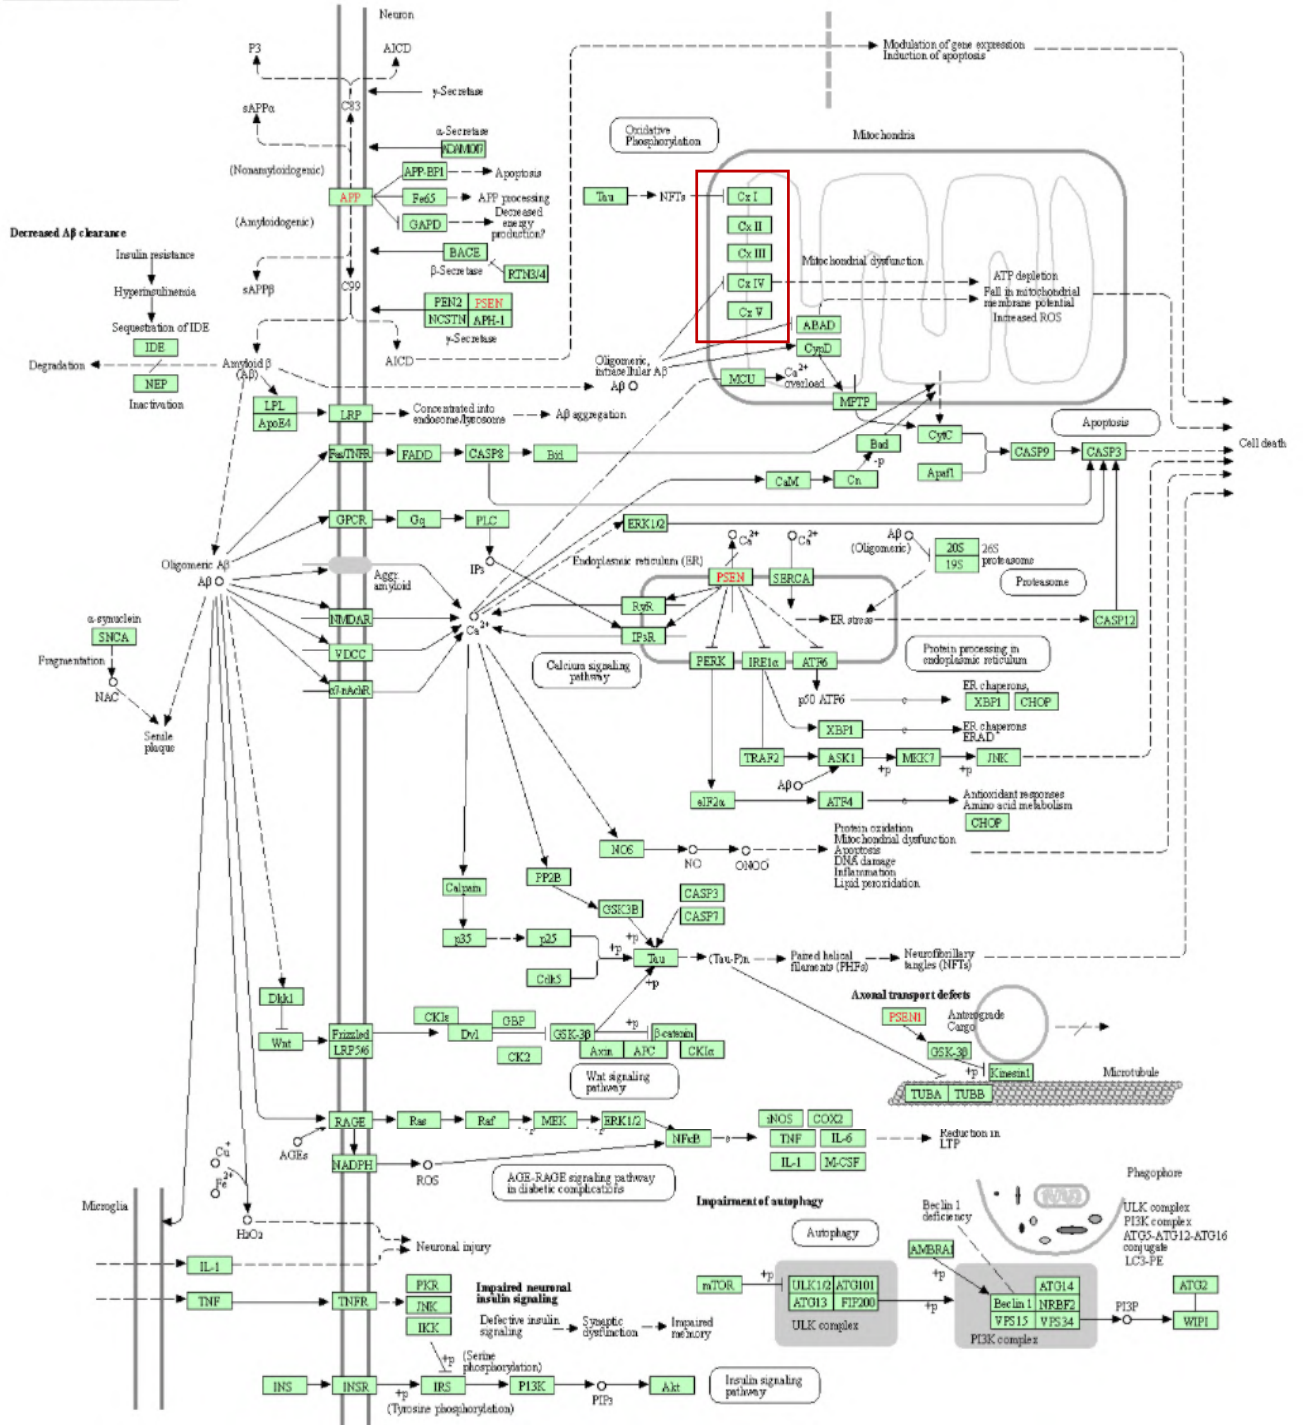 Neuron
P3
AICD
Modulation of gene expression
Induction of apoptosis
γ-Secretase
sAPPα
C83
α-Secretase
Oxidative
Phosphorylation
Mitochondria
(Nonamyloidogenic)
APP-BP1
Apoptosis
APP
Fe65
APP processing
Tau
NFTs
Cx I
(Amyloidogenic)
GAPD
Decreased
energy
production?
Cx II
Decreased Aβ clearance
BACE
Cx III
Insulin resistance
β-Secretase
RTN3/4
Mitochondrial dysfunction
ATP depletion
Hyperinsulinemia
sAPPβ
C99
PEN2
PSEN
Cx IV
Fall in mitochondrial
membrane potential
Increased ROS
NCSTN
APH-1
Cx V
Sequestration of IDE
γ-Secretase
ABAD
IDE
CypD
Degradation
Amyloid β
(Aβ)
AICD
Oligomeric,
intracellular Aβ
Aβ
NEP
MCU
Ca2+
overload
Inactivation
LPL
ApoE4
LRP
Concentrated into
endosome/lysosome
Aβ aggregation
MPTP
Apoptosis
CytC
Bad
-p
Cell death
Fas/TNFR
FADD
CASP8
Bid
CASP9
CASP3
CaM
Cn
Apaf1
GPCR
Gq
PLC
ERK1/2
Ca2+
Ca2+
Aβ
(Oligomeric)
20S
19S
26S
proteasome
Oligomeric Aβ
Aβ
IP3
Endoplasmic reticulum (ER)
Aggr.
amyloid
PSEN
SERCA
Proteasome
RyR
NMDAR
Ca2+
IP3R
ER stress
CASP12
α-synuclein
SNCA
VDCC
Fragmentation
PERK
IRE1α
ATF6
Protein processing in
endoplasmic reticulum
Calcium signaling
pathway
α7-nAchR
NAC
p50 ATF6
e
ER chaperons,
XBP1
CHOP
Senile
plaque
XBP1
e
ER chaperons
ERAD
TRAF2
ASK1
+p
MKK7
+p
JNK
Aβ
eIF2α
ATF4
e
Antioxidant responses
Amino acid metabolism
CHOP
NOS
NO
ONOO
Protein oxidation
Mitochondrial dysfunction
Apoptosis
DNA damage
Inflammation
Lipid peroxidation
Calpain
PP2B
CASP3
GSK3B
CASP7
p35
p25
+p
+p
Tau
+p
(Tau-P)n
Paired helical
filaments (PHFs)
Neurofibrillary
tangles (NFTs)
Cdk5
Dkk1
Axonal transport defects
PSEN1
Anterograde
Cargo
CKIε
GBP
Wnt
Frizzled
LRP5/6
Dvl
GSK-3β
+p
β-catenin
CK2
Axin
APC
CKIα
GSK-3β
+p
Kinesin1
Wnt signaling
pathway
Microtubule
TUBA
TUBB
RAGE
Ras
Raf
MEK
ERK1/2
iNOS
COX2
AGEs
NFκB
e
TNF
IL-6
Reduction in
LTP
NADPH
ROS
IL-1
M-CSF
Cu+
Fe2+
AGE-RAGE signaling pathway
in diabetic complications
Phagophore
Microglia
Impairment of autophagy
Beclin 1
deficiency
ULK complex
PI3K complex
ATG5-ATG12-ATG16
conjugate
LC3-PE
H2O2
Autophagy
Neuronal injury
IL-1
AMBRA1
+p
PKR
mTOR
+p
ULK1/2
ATG101
ATG14
ATG2
TNF
TNFR
JNK
Impaired neuronal
insulin signaling
ATG13
FIP200
+p
Beclin 1
NRBF2
PI3P
IKK
Defective insulin
signaling
Synaptic
dysfunction
Impaired
memory
ULK complex
VPS15
VPS34
WIPI
PI3K complex
+p
(Serine
phosphorylation)
INS
INSR
+p
IRS
PI3K
PIP3
Akt
Insulin signaling
pathway
(Tyrosine phosphorylation)